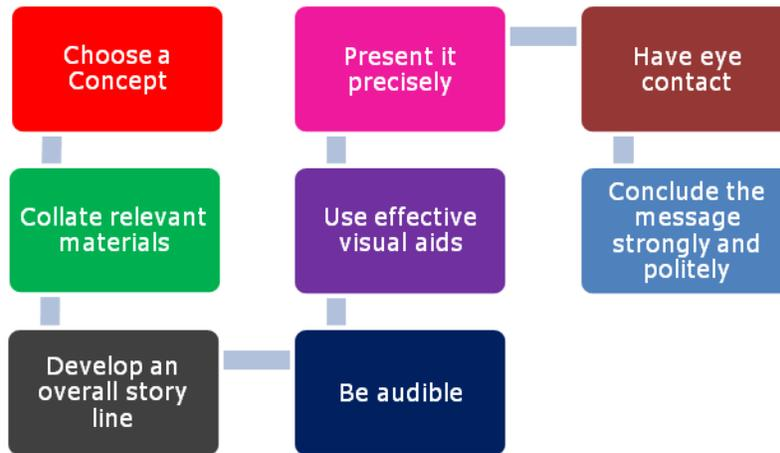 Choose a
Concept
Collate relevant
materials
Develop an
overall story
line
Be audible
Use effective
visual aids
Present it
precisely
Have eye
contact
Conclude the
message
strongly and
politely